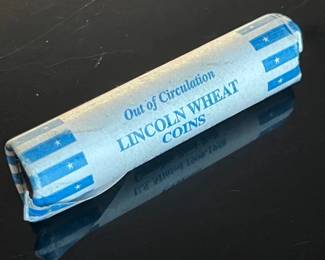 Out of Circulation
LINCOLN WHEAT
COINS